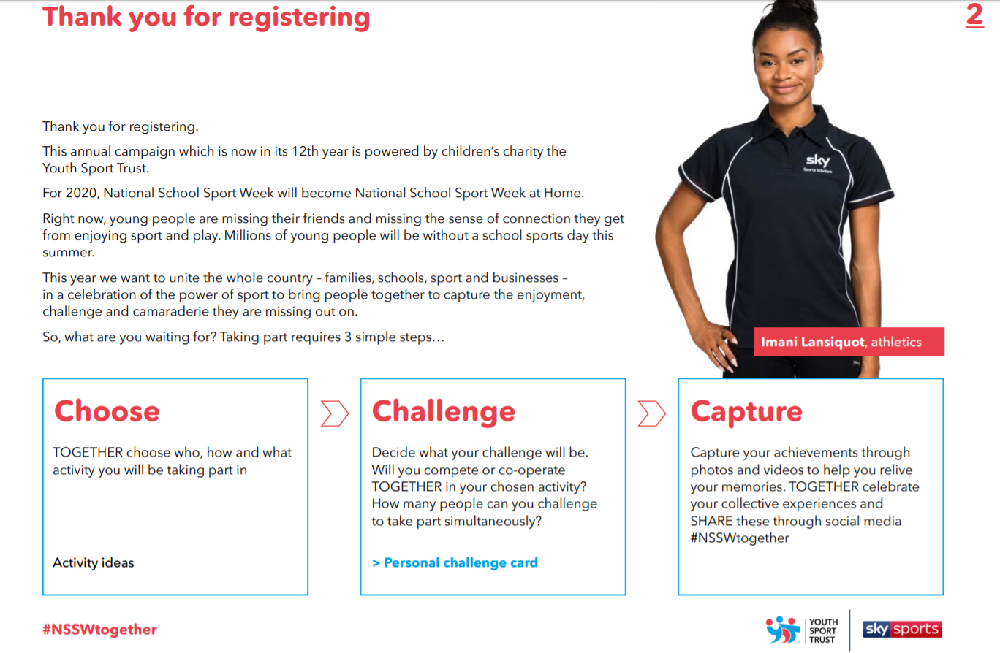 Thank you for registering
2
Thank you for registering.
This annual campaign which is now in its 12th year is powered by children's charity the
Youth Sport Trust.
For 2020, National School Sport Week will become National School Sport Week at Home.
Right now, young people are missing their friends and missing the sense of connection they get
from enjoying sport and play. Millions of young people will be without a school sports day this
summer.
This year we want to unite the whole country – families, schools, sport and businesses –
in a celebration of the power of sport to bring people together to capture the enjoyment,
challenge and camaraderie they are missing out on.
So, what are you waiting for? Taking part requires 3 simple steps…
sky
Sports Scholars
Imani Lansiquot, athletics
Choose
TOGETHER choose who, how and what
activity you will be taking part in
Activity ideas
Challenge
Decide what your challenge will be.
Will you compete or co-operate
TOGETHER in your chosen activity?
How many people can you challenge
to take part simultaneously?
> Personal challenge card
Capture
Capture your achievements through
photos and videos to help you relive
your memories. TOGETHER celebrate
your collective experiences and
SHARE these through social media
#NSSWtogether
#NSSWtogether
YOUTH
SPORT
TRUST
sky sports